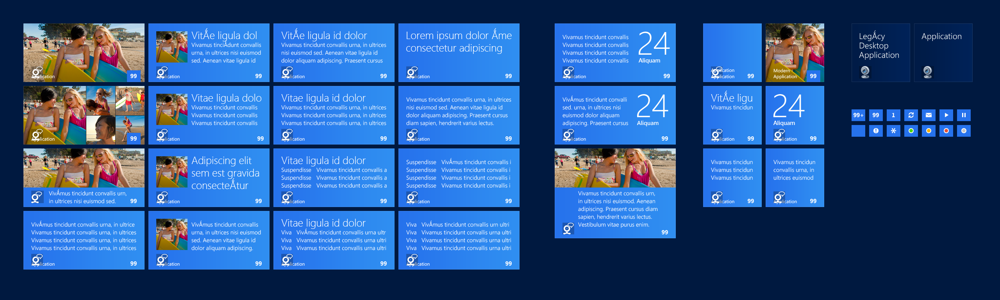 Application
99
VitǺe ligula dol
Vivamus tinciǺdunt convallis
urna, in ultrices nisi euismod
sed. Aenean vitae ligula id
Application
99
VitǺe ligula id dolor
Vivamus tincidunt convallis urna, in ultrices
nisi euismod sed. Aenean vitae ligula id
dolor aliquam adipiscing. Praesent cursus
Application
99
Lorem ipsum dolor Ǻme
consectetur adipiscing
Application
99
Application
99
Vitae ligula dolo
Vivamus tincidunt convallis
Vivamus tincidunt convallis
Vivamus tincidunt convallis
Application
99
Vitae ligula id dolor
Vivamus tincidunt convallis urna, in ultrices
Vivamus tincidunt convallis urna, in ultrices
Vivamus tincidunt convallis urna, in ultrices
Application
99
Vivamus tincidunt convallis urna, in ultrices
nisi euismod sed. Aenean vitae ligula id
dolor aliquam adipiscing. Praesent cursus
diam sapien, hendrerit varius lectus.
Application
99
VivǺmus tincidunt convallis urn,
in ultrices nisi euismod sed.
99
Adipiscing elit
sem est gravida
consecteǺtur
Application
99
Vitae ligula id dolor
Suspendisse Vivamus tincidunt convallis a
Suspendisse Vivamus tincidunt convallis a
Suspendisse Vivamus tincidunt convallis a
Application
99
Suspendisse VivǺmus tincidunt convallis i
Suspendisse Vivamus tincidunt convallis i
Suspendisse Vivamus tincidunt convallis i
Suspendisse Vivamus tincidunt convallis i
Application
99
VivǺmus tincidunt convallis urna, in ultrice
Vivamus tincidunt convallis urna, in ultrices
Vivamus tincidunt convallis urna, in ultrices
Vivamus tincidunt convallis urna, in ultrices
Application
99
VivǺmus tincidunt convallis
urna, in ultrices nisi euismod
sed. Aenean vitae ligula id
dolor aliquam adipiscing.
Application
99
Vitae ligula id dolor
Viva VivǺmus tincidunt convallis urna ultr
Viva Vivamus tincidunt convallis urna ultri
Viva Vivamus tincidunt convallis urna ultri
Application
99
Viva VivǺmus tincidunt convallis urn ultri
Viva Vivamus tincidunt convallis urna ultri
Viva Vivamus tincidunt convallis urna ultri
Viva Vivamus tincidunt convallis urna ultri
Application
99
Vivamus tincidunt convallis
Vivamus tincidunt convallis
Vivamus tincidunt convallis
Vivamus tincidunt convallis
24
Aliquam
Application
99
VivǺmus tincidunt convalli
sed. urna, in ultrices nisi
euismod dolor aliquam
adipiscing. Praesent cursus
24
Aliquam
Application
99
Vivamus tincidunt convallis urn,
in ultrices nisi euismod. Aenean
adipiscing. Praesent cursus diam
sapien, hendrerit varius lectus.
Vestibulum vitae purus enim.
99
Application
Application
99
Modern
Application
99
VitǺe ligu
Vivamus tincidun
Application
99
24
Aliquam
Application
99
Vivamus tincidun
Vivamus tincidun
Vivamus tincidun
Application
99
Vivamus tincidun
convallis urna, in
ultrices euismod
Application
99
LegǺcy
Desktop
Application
Application
99+
99
1